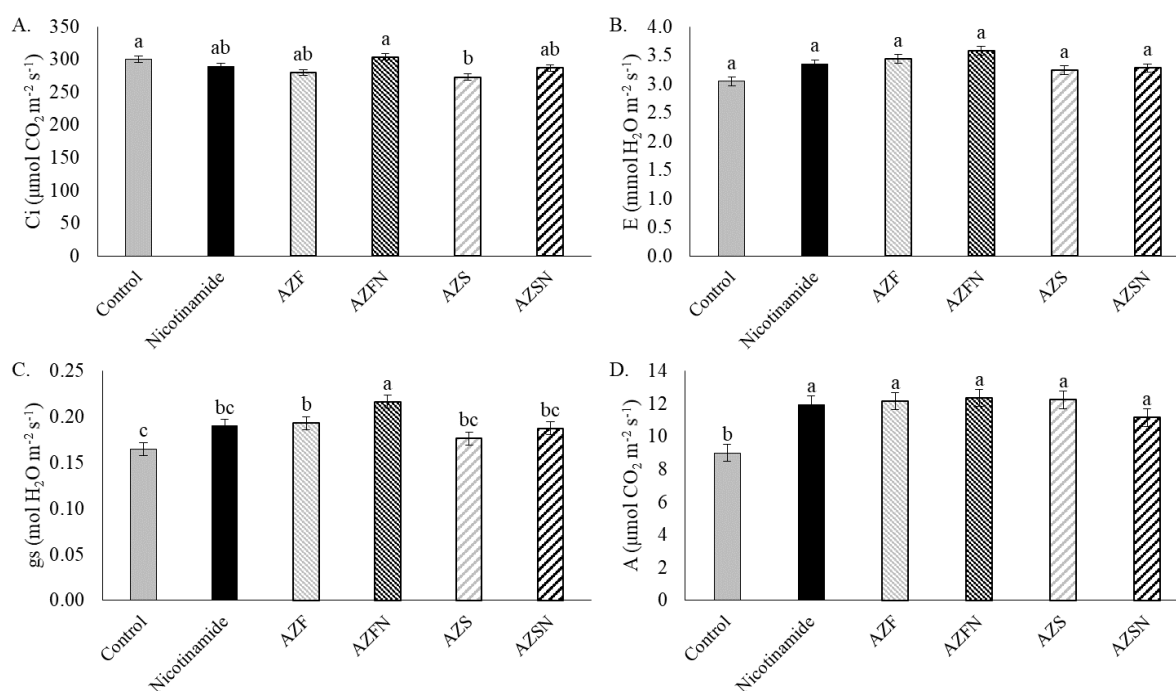 A.
Ci (µmol CO₂ m⁻² s⁻¹)
350
300
250
200
150
100
50
0
a
ab
ab
a
b
ab
Control
Nicotinamide
AZF
AZFN
AZS
AZSN
B.
E (mmol H₂O m⁻² s⁻¹)
4.0
3.5
3.0
2.5
2.0
1.5
1.0
0.5
0.0
a
a
a
a
a
a
Control
Nicotinamide
AZF
AZFN
AZS
AZSN
C.
gs (mol H₂O m⁻² s⁻¹)
0.25
0.20
0.15
0.10
0.05
0.00
c
bc
b
a
bc
bc
Control
Nicotinamide
AZF
AZFN
AZS
AZSN
D.
A (µmol CO₂ m⁻² s⁻¹)
14
12
10
8
6
4
2
0
b
a
a
a
a
a
Control
Nicotinamide
AZF
AZFN
AZS
AZSN